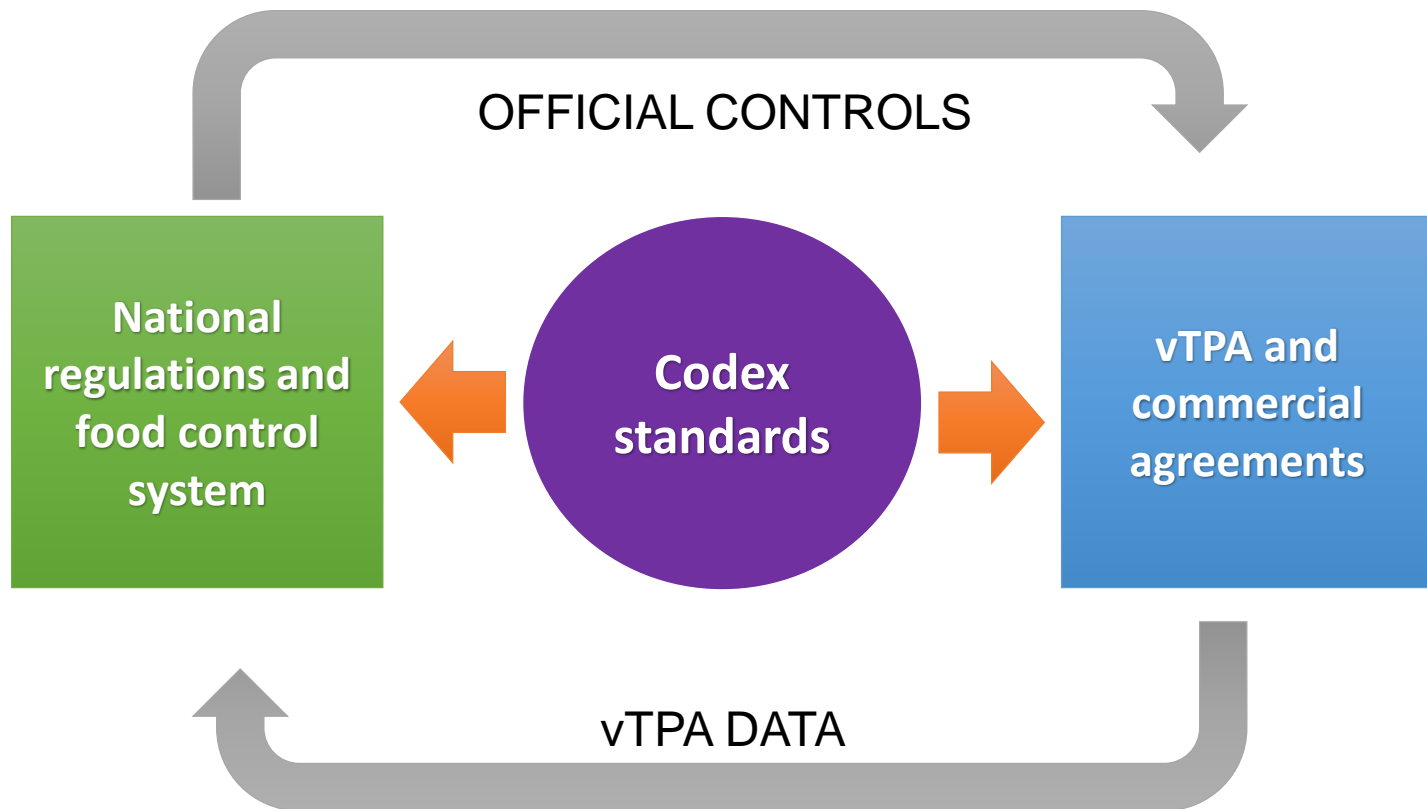 OFFICIAL CONTROLS
National
regulations and
food control
system
Codex
standards
vTPA and
commercial
agreements
vTPA DATA